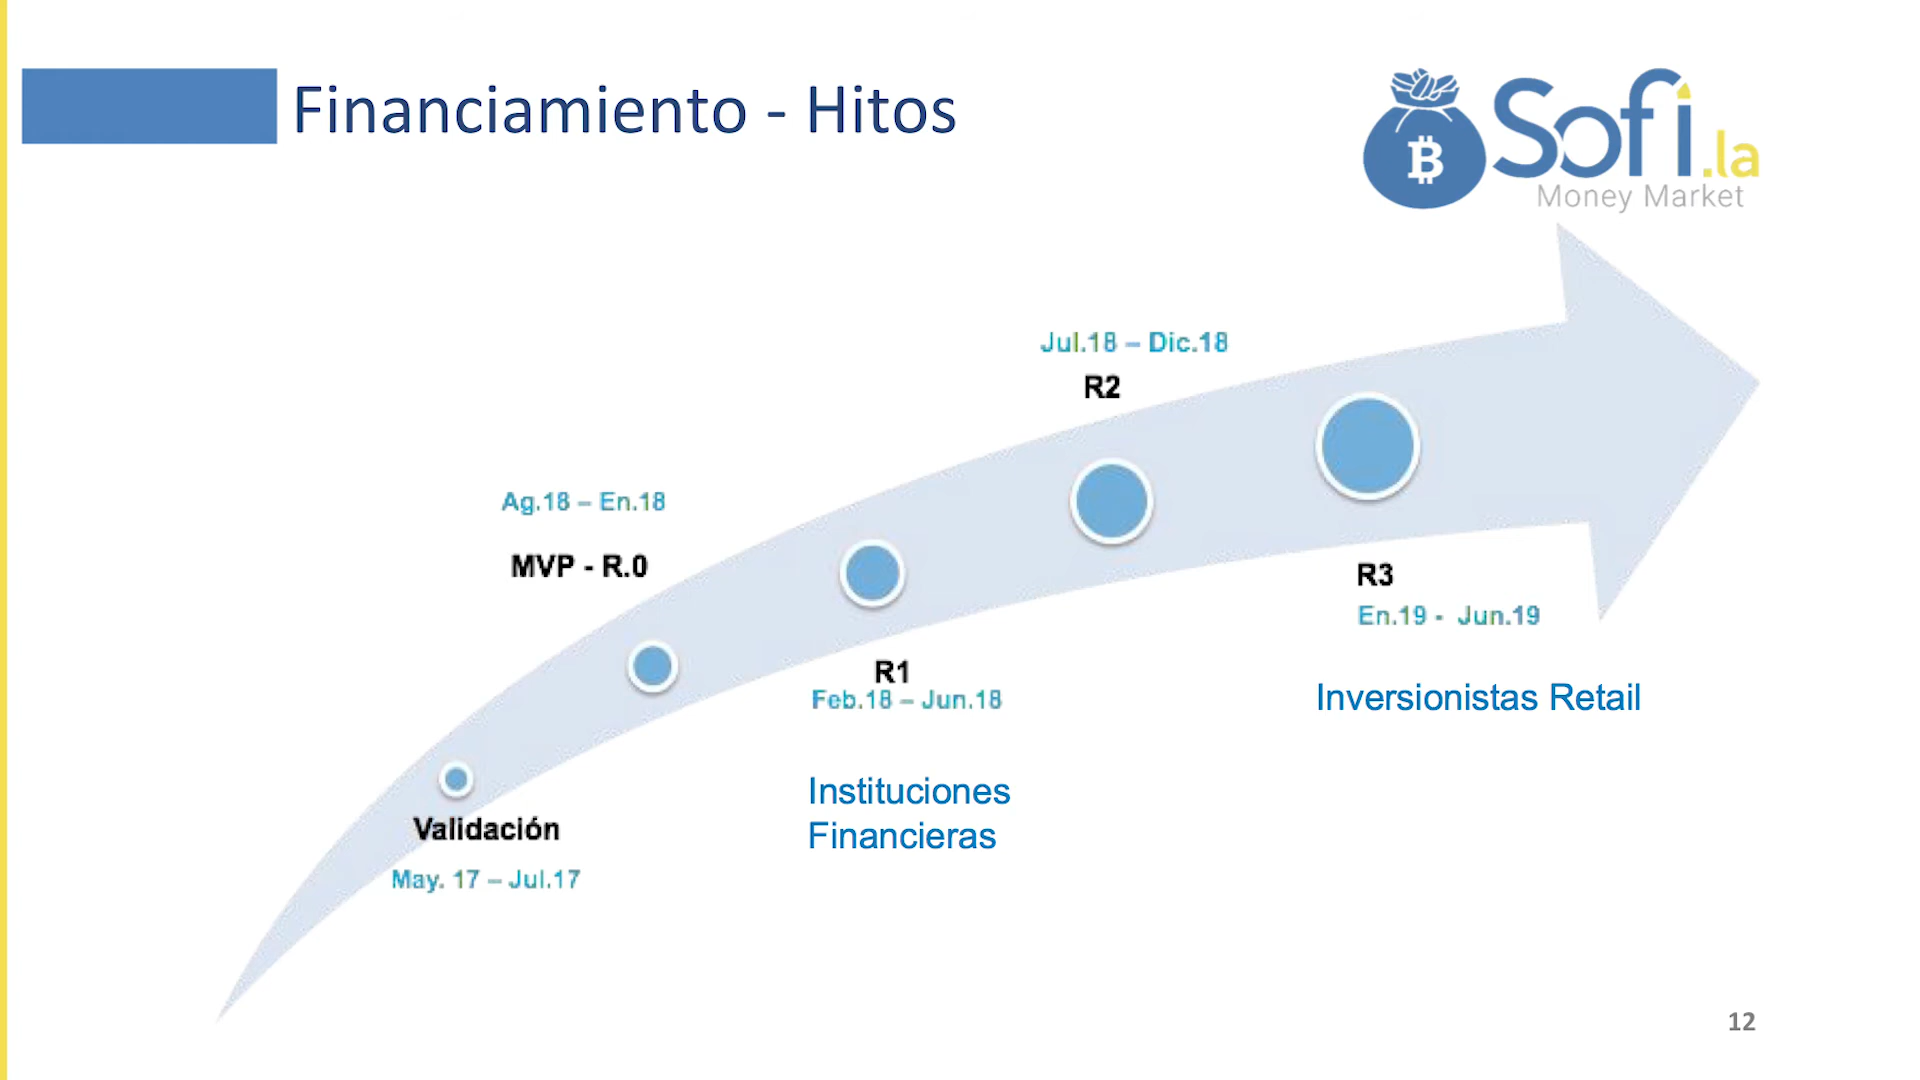 Financiamiento - Hitos
Sofi.la
Money Market
Jul.18 – Dic.18
R2
Ag.18 – En.18
MVP - R.0
R3
En.19 - Jun.19
R1
Feb.18 – Jun.18
Inversionistas Retail
Instituciones
Financieras
Validación
May. 17 – Jul.17
12